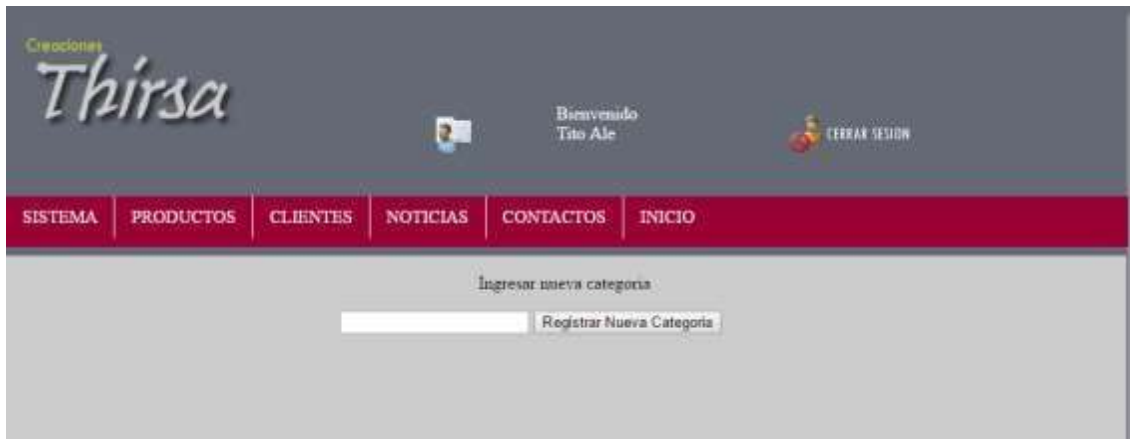 Creaciones
Thirsa
Bienvenido
Tito Ale
CERRAR SESION
SISTEMA PRODUCTOS CLIENTES NOTICIAS CONTACTOS INICIO
Ingresar nueva categoria
Registrar Nueva Categoria